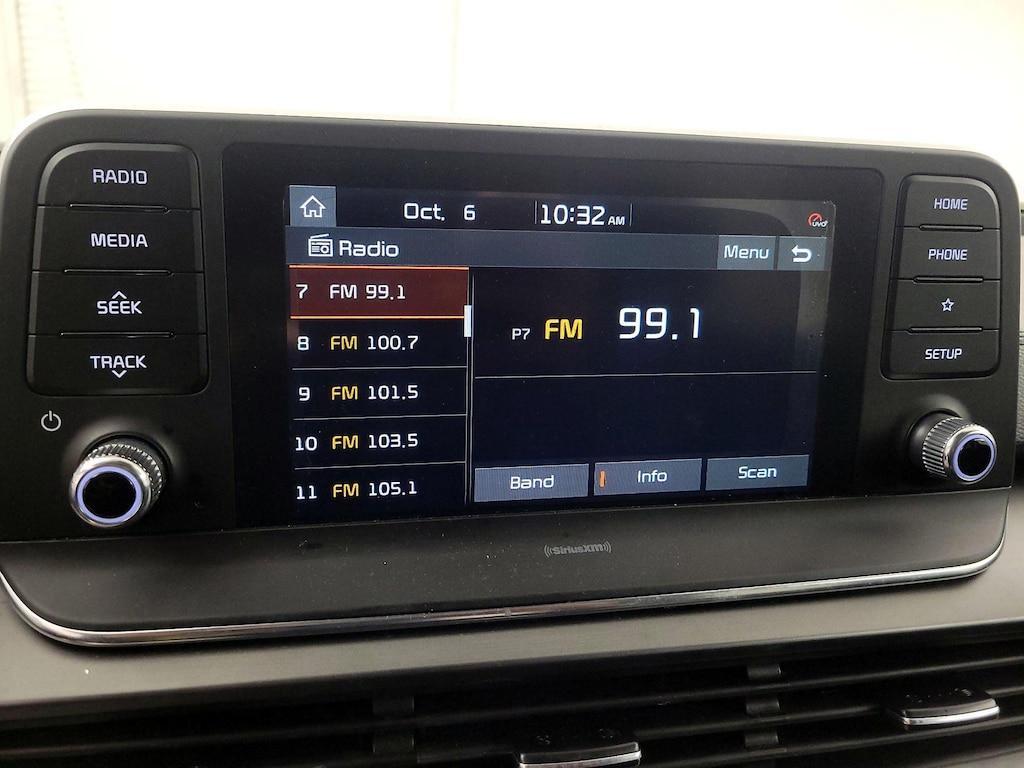 RADIO
MEDIA
SEEK
TRACK
Oct. 6 10:32 AM UVO
Radio Menu
7 FM 99.1
8 FM 100.7
9 FM 101.5
10 FM 103.5
11 FM 105.1
P7 FM 99.1
Band Info Scan
HOME
PHONE
SETUP
((SiriusXM))